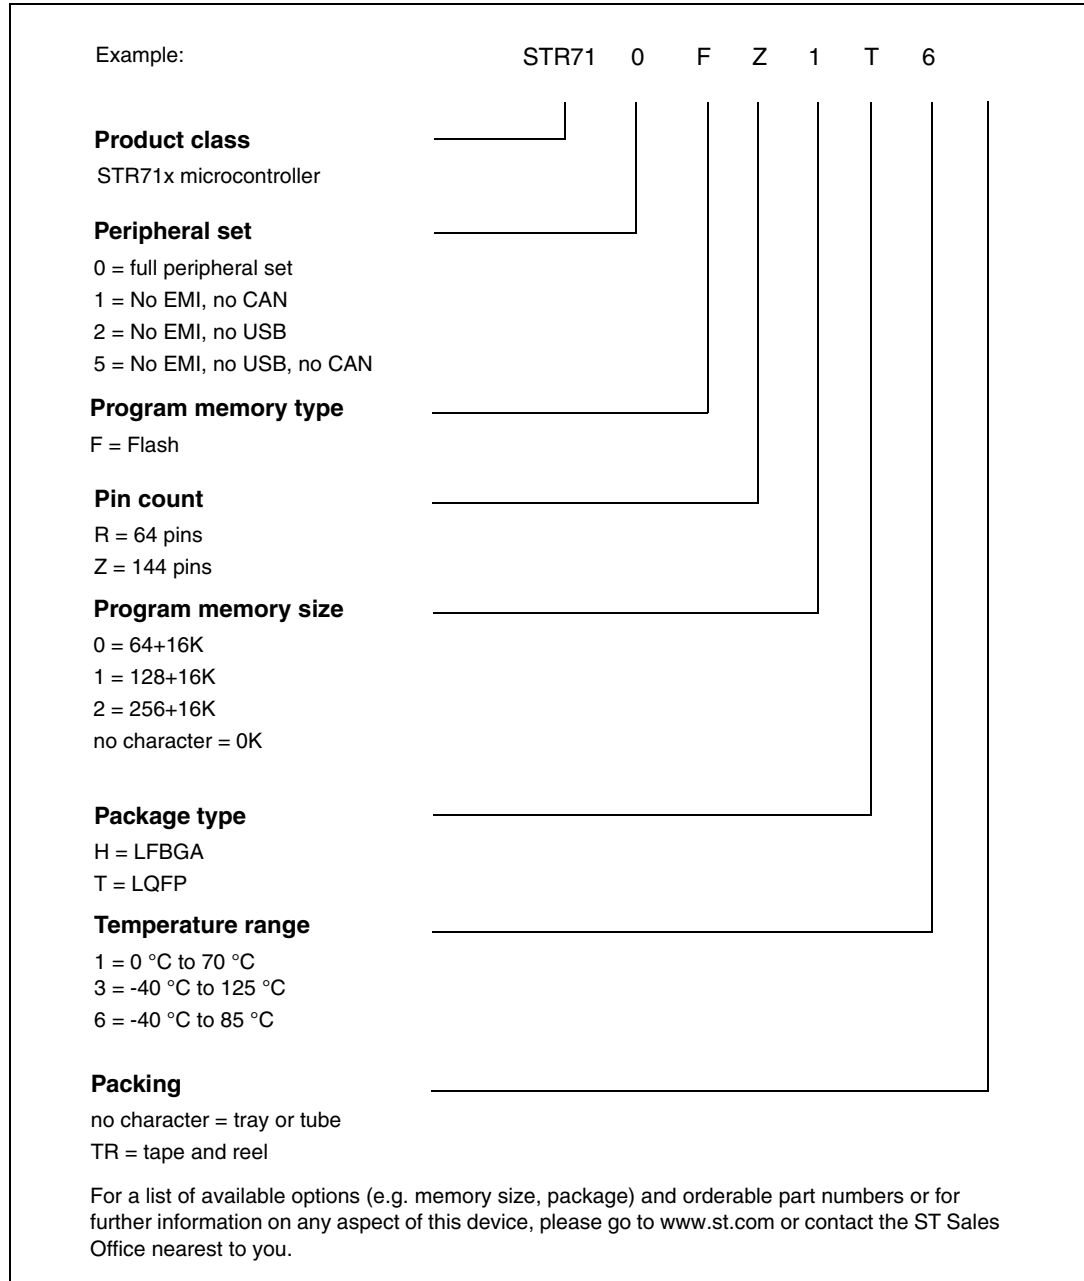 Example: STR71 0 F Z 1 T 6
Product class
STR71x microcontroller
Peripheral set
0 = full peripheral set
1 = No EMI, no CAN
2 = No EMI, no USB
5 = No EMI, no USB, no CAN
Program memory type
F = Flash
Pin count
R = 64 pins
Z = 144 pins
Program memory size
0 = 64+16K
1 = 128+16K
2 = 256+16K
no character = 0K
Package type
H = LFBGA
T = LQFP
Temperature range
1 = 0 °C to 70 °C
3 = -40 °C to 125 °C
6 = -40 °C to 85 °C
Packing
no character = tray or tube
TR = tape and reel
For a list of available options (e.g. memory size, package) and orderable part numbers or for
further information on any aspect of this device, please go to www.st.com or contact the ST Sales
Office nearest to you.